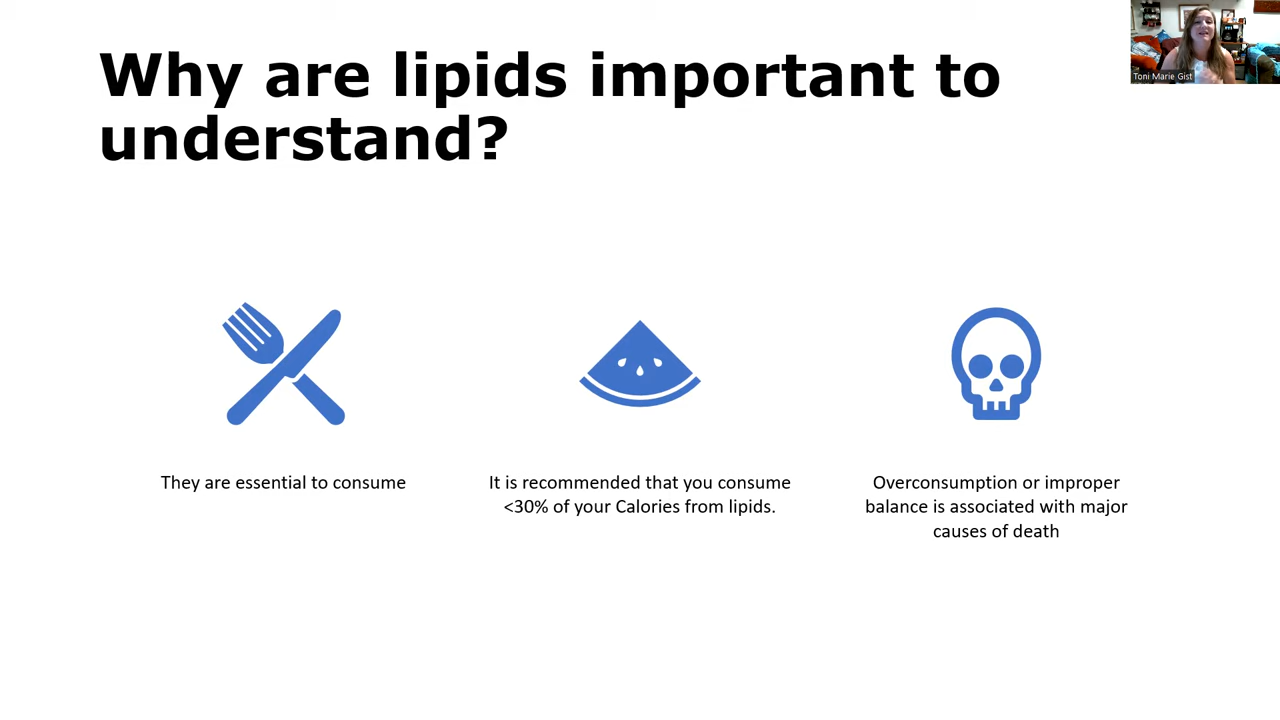 Why are lipids important to
understand?
Toni Marie Gist
They are essential to consume
It is recommended that you consume
<30% of your Calories from lipids.
Overconsumption or improper
balance is associated with major
causes of death